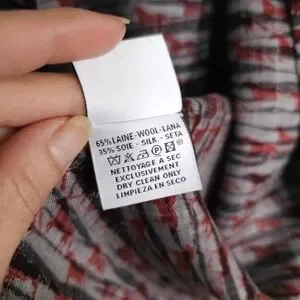 65% LAINE-WOOL-LANA
35% SOIE - SILK - SETA
NETTOYAGE A SEC
EXCLUSIVEMENT
DRY CLEAN ONLY
LIMPIEZA EN SECO